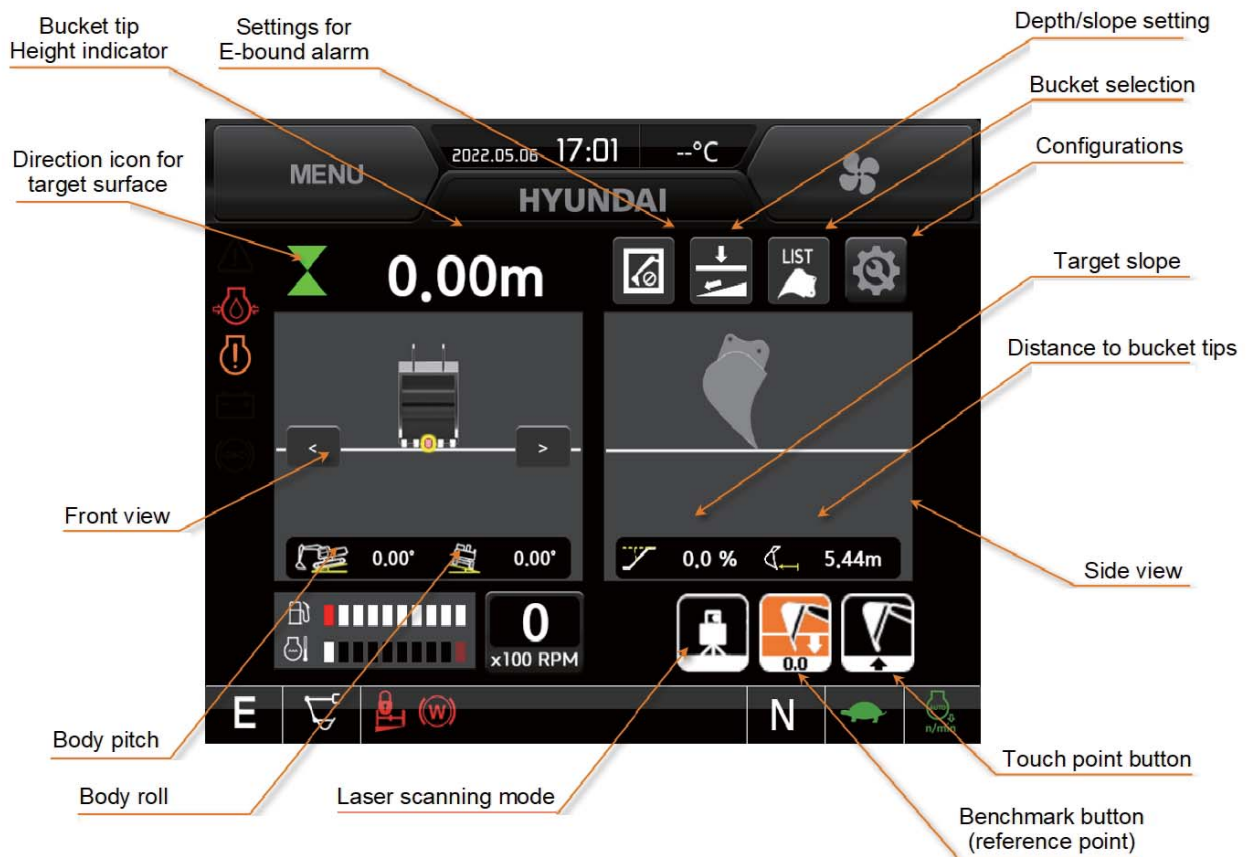 Bucket tip
Height indicator
Settings for
E-bound alarm
Depth/slope setting
Bucket selection
Configurations
Direction icon for
target surface
MENU
2022.05.06 17:01 --°C
HYUNDAI
0.00m
LIST
Target slope
Distance to bucket tips
<
>
Front view
0.00°
0.00°
0.0 %
5.44m
Side view
0
x100 RPM
0.0
E
W
N
AUTO
n/min
Body pitch
Body roll
Laser scanning mode
Touch point button
Benchmark button
(reference point)